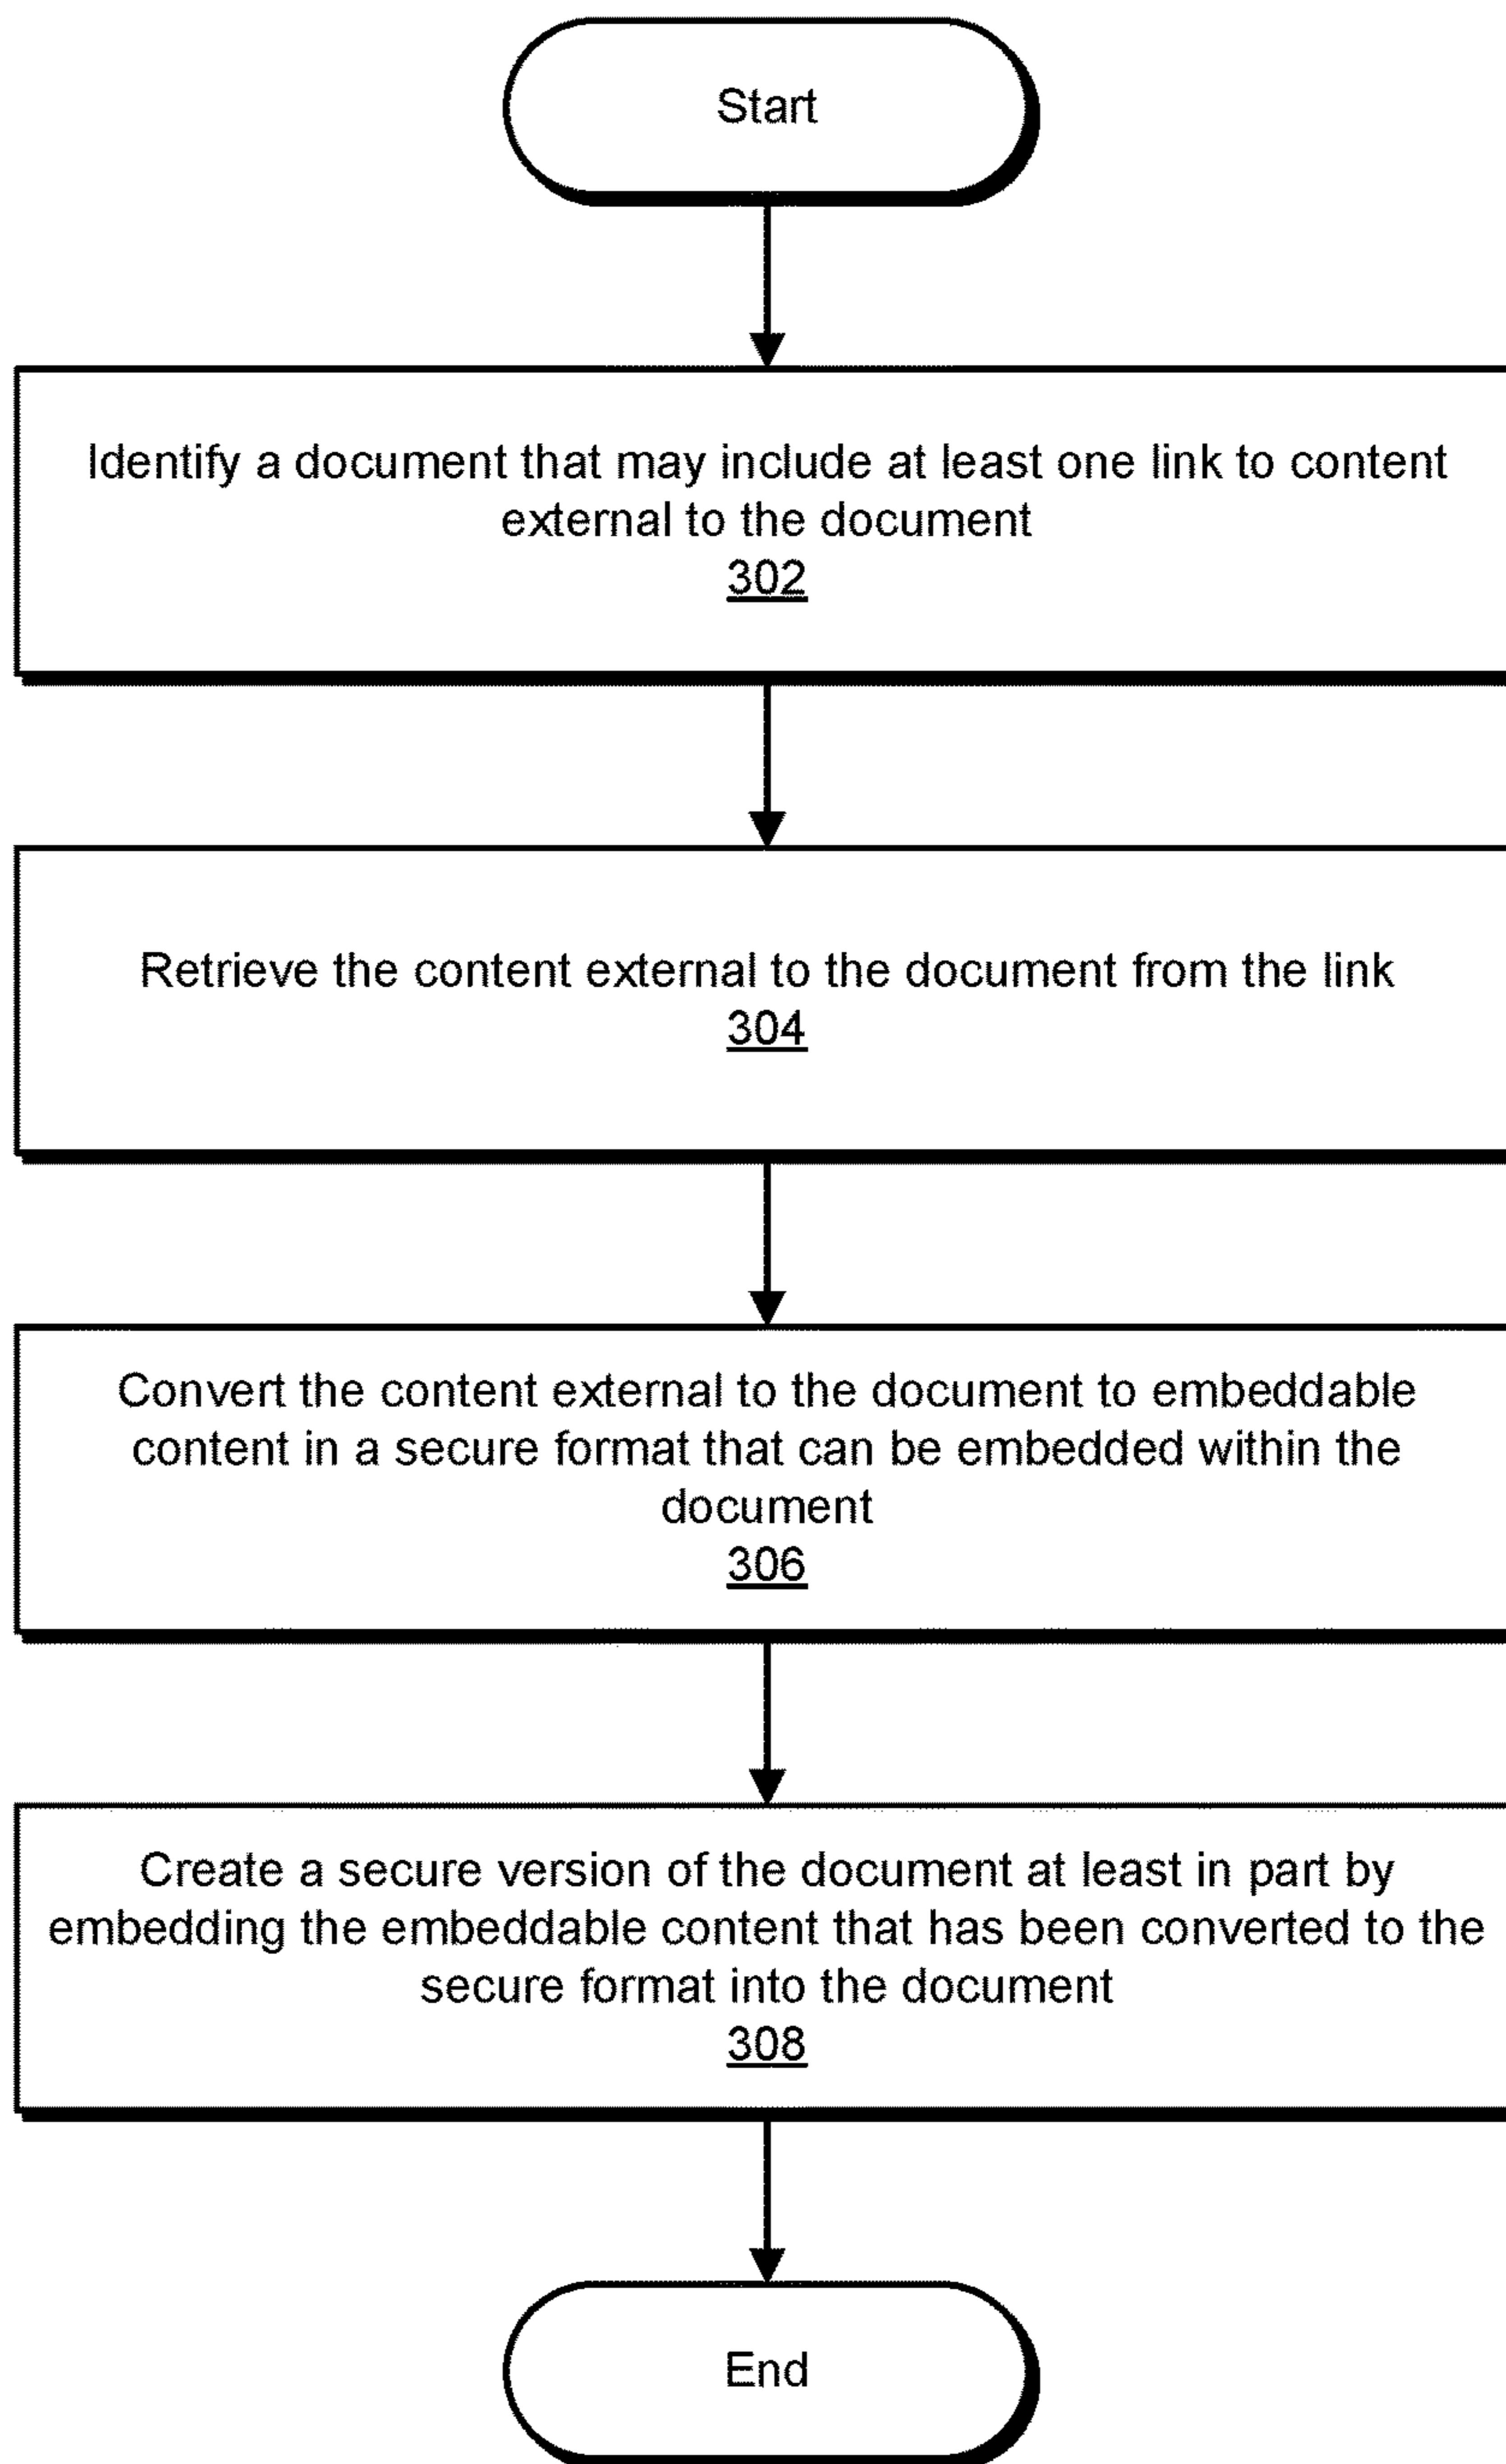 Start
Identify a document that may include at least one link to content
external to the document
302
Retrieve the content external to the document from the link
304
Convert the content external to the document to embeddable
content in a secure format that can be embedded within the
document
306
Create a secure version of the document at least in part by
embedding the embeddable content that has been converted to the
secure format into the document
308
End